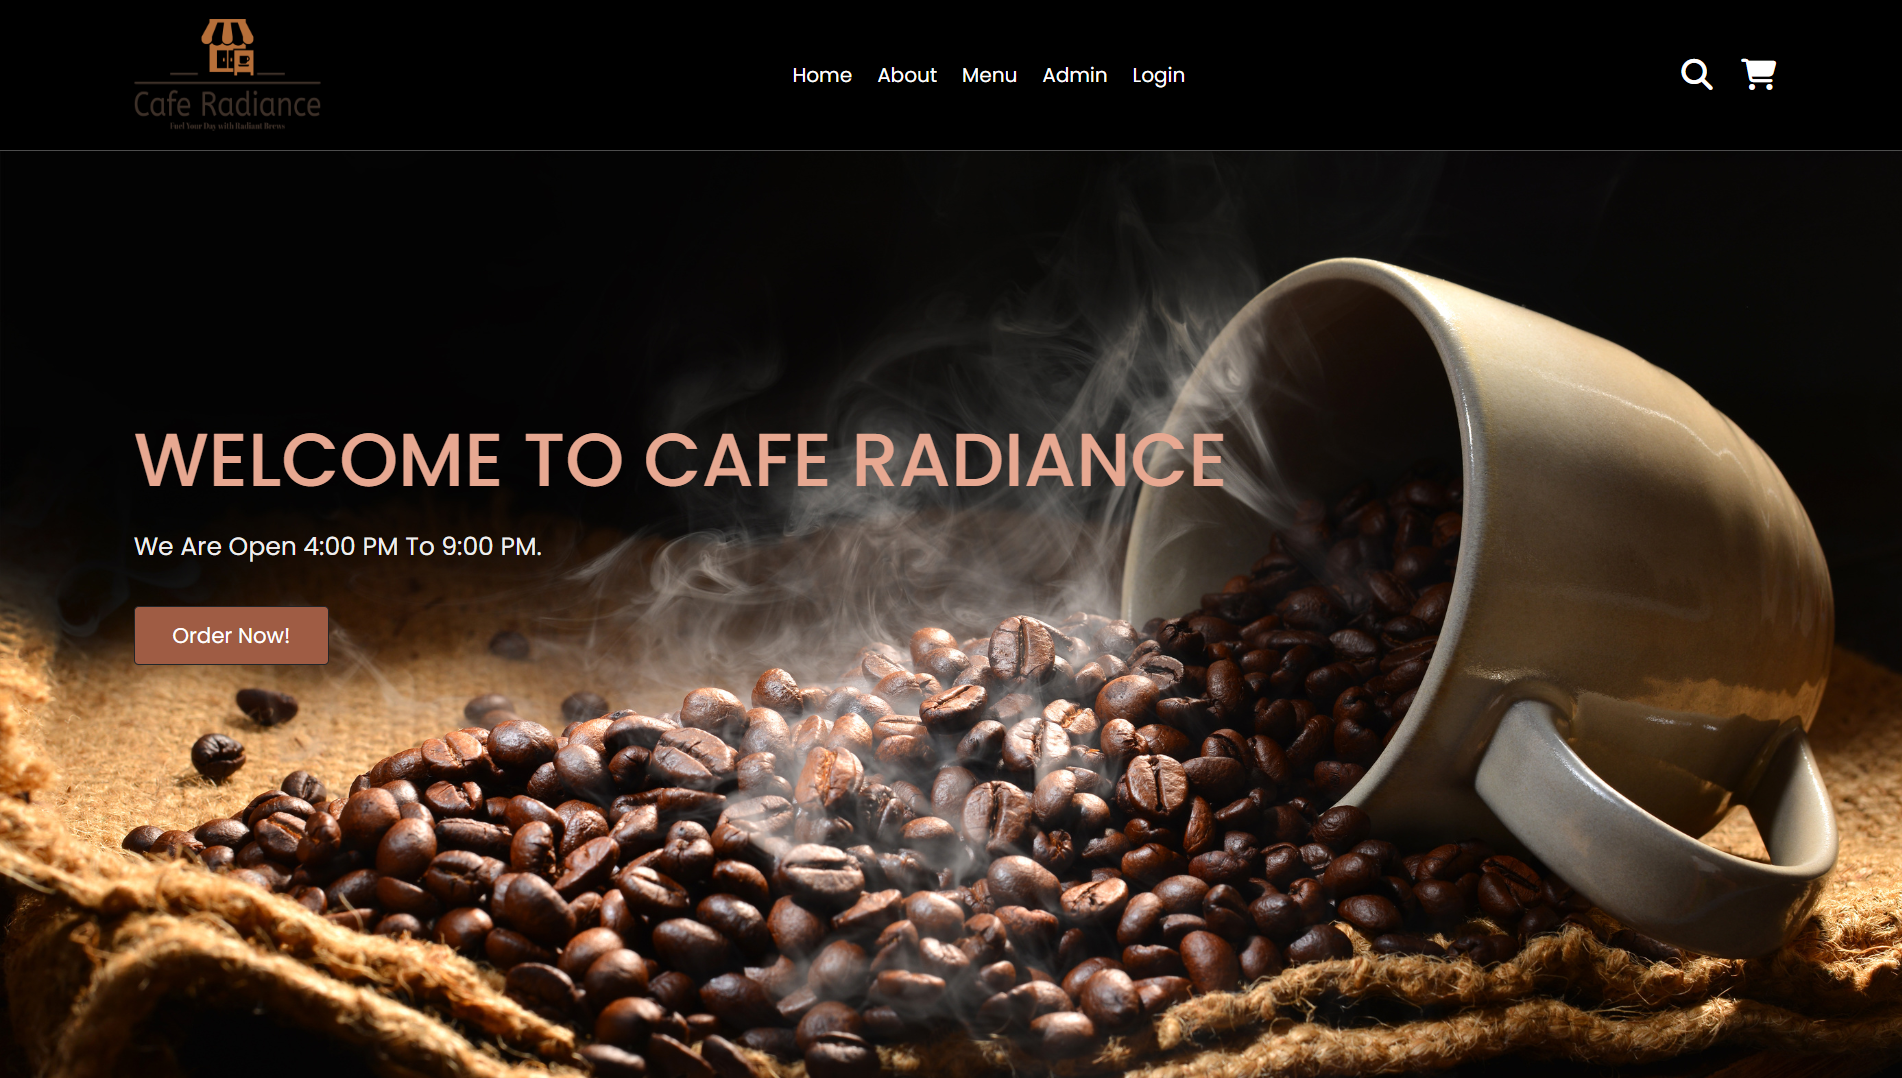 Cafe Radiance
Fuel Your Day with Radiant Brews
Home About Menu Admin Login
WELCOME TO CAFE RADIANCE
We Are Open 4:00 PM To 9:00 PM.
Order Now!